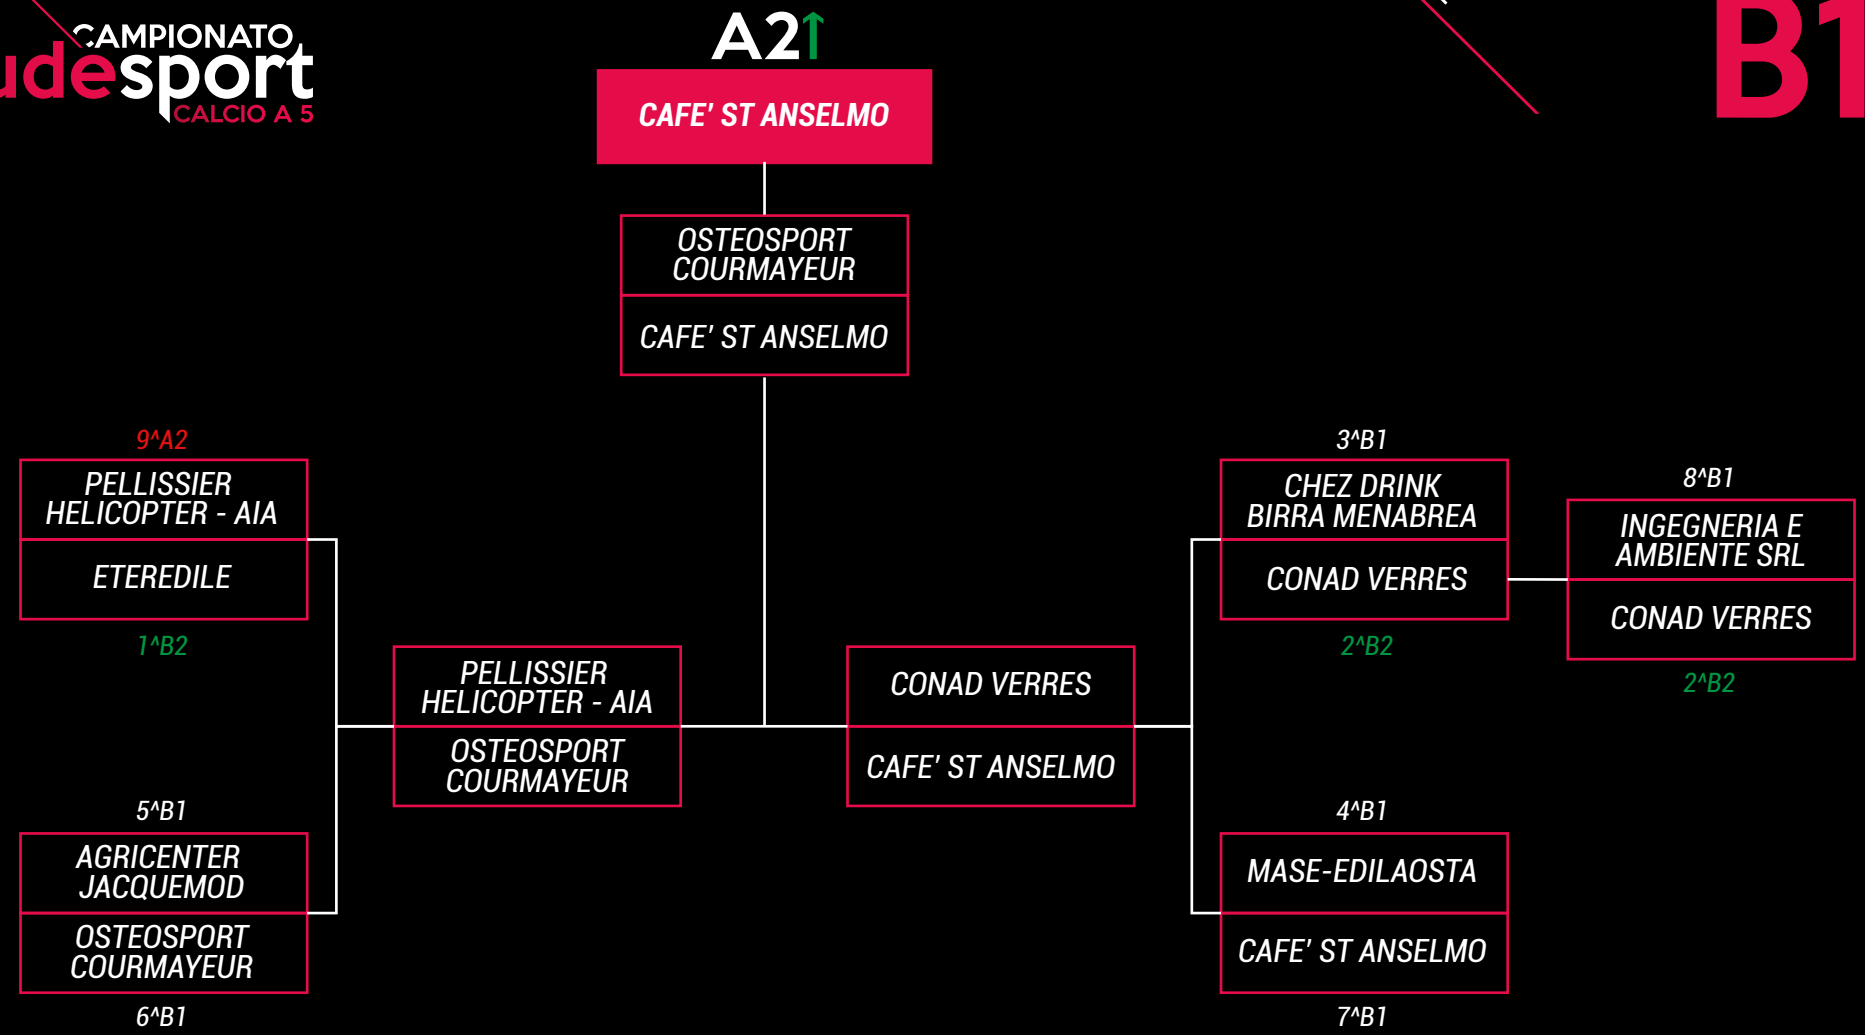 CAMPIONATO
udesport
CALCIO A 5
A2↑
B1
CAFE' ST ANSELMO
OSTEOSPORT
COURMAYEUR
CAFE' ST ANSELMO
9^A2
PELLISSIER
HELICOPTER - AIA
ETEREDILE
1^B2
5^B1
AGRICENTER
JACQUEMOD
OSTEOSPORT
COURMAYEUR
6^B1
PELLISSIER
HELICOPTER - AIA
OSTEOSPORT
COURMAYEUR
CONAD VERRES
CAFE' ST ANSELMO
3^B1
CHEZ DRINK
BIRRA MENABREA
CONAD VERRES
2^B2
4^B1
MASE-EDILAOSTA
CAFE' ST ANSELMO
7^B1
8^B1
INGEGNERIA E
AMBIENTE SRL
CONAD VERRES
2^B2